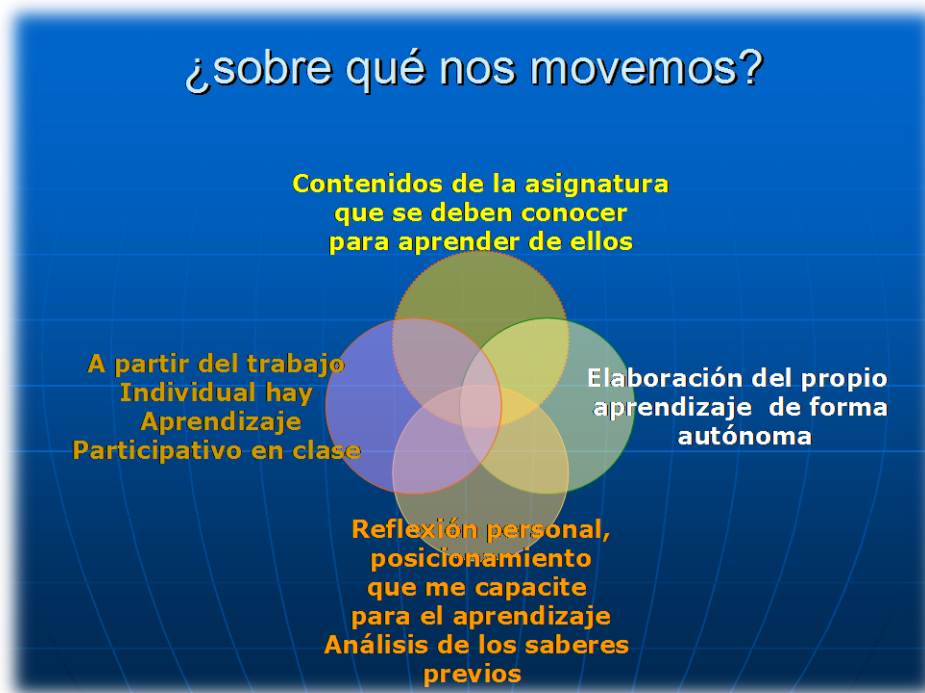 ¿sobre qué nos movemos?
Contenidos de la asignatura
que se deben conocer
para aprender de ellos
A partir del trabajo
Individual hay
Aprendizaje
Participativo en clase
Elaboración del propio
aprendizaje de forma
autónoma
Reflexión personal,
posicionamiento
que me capacite
para el aprendizaje
Análisis de los saberes
previos